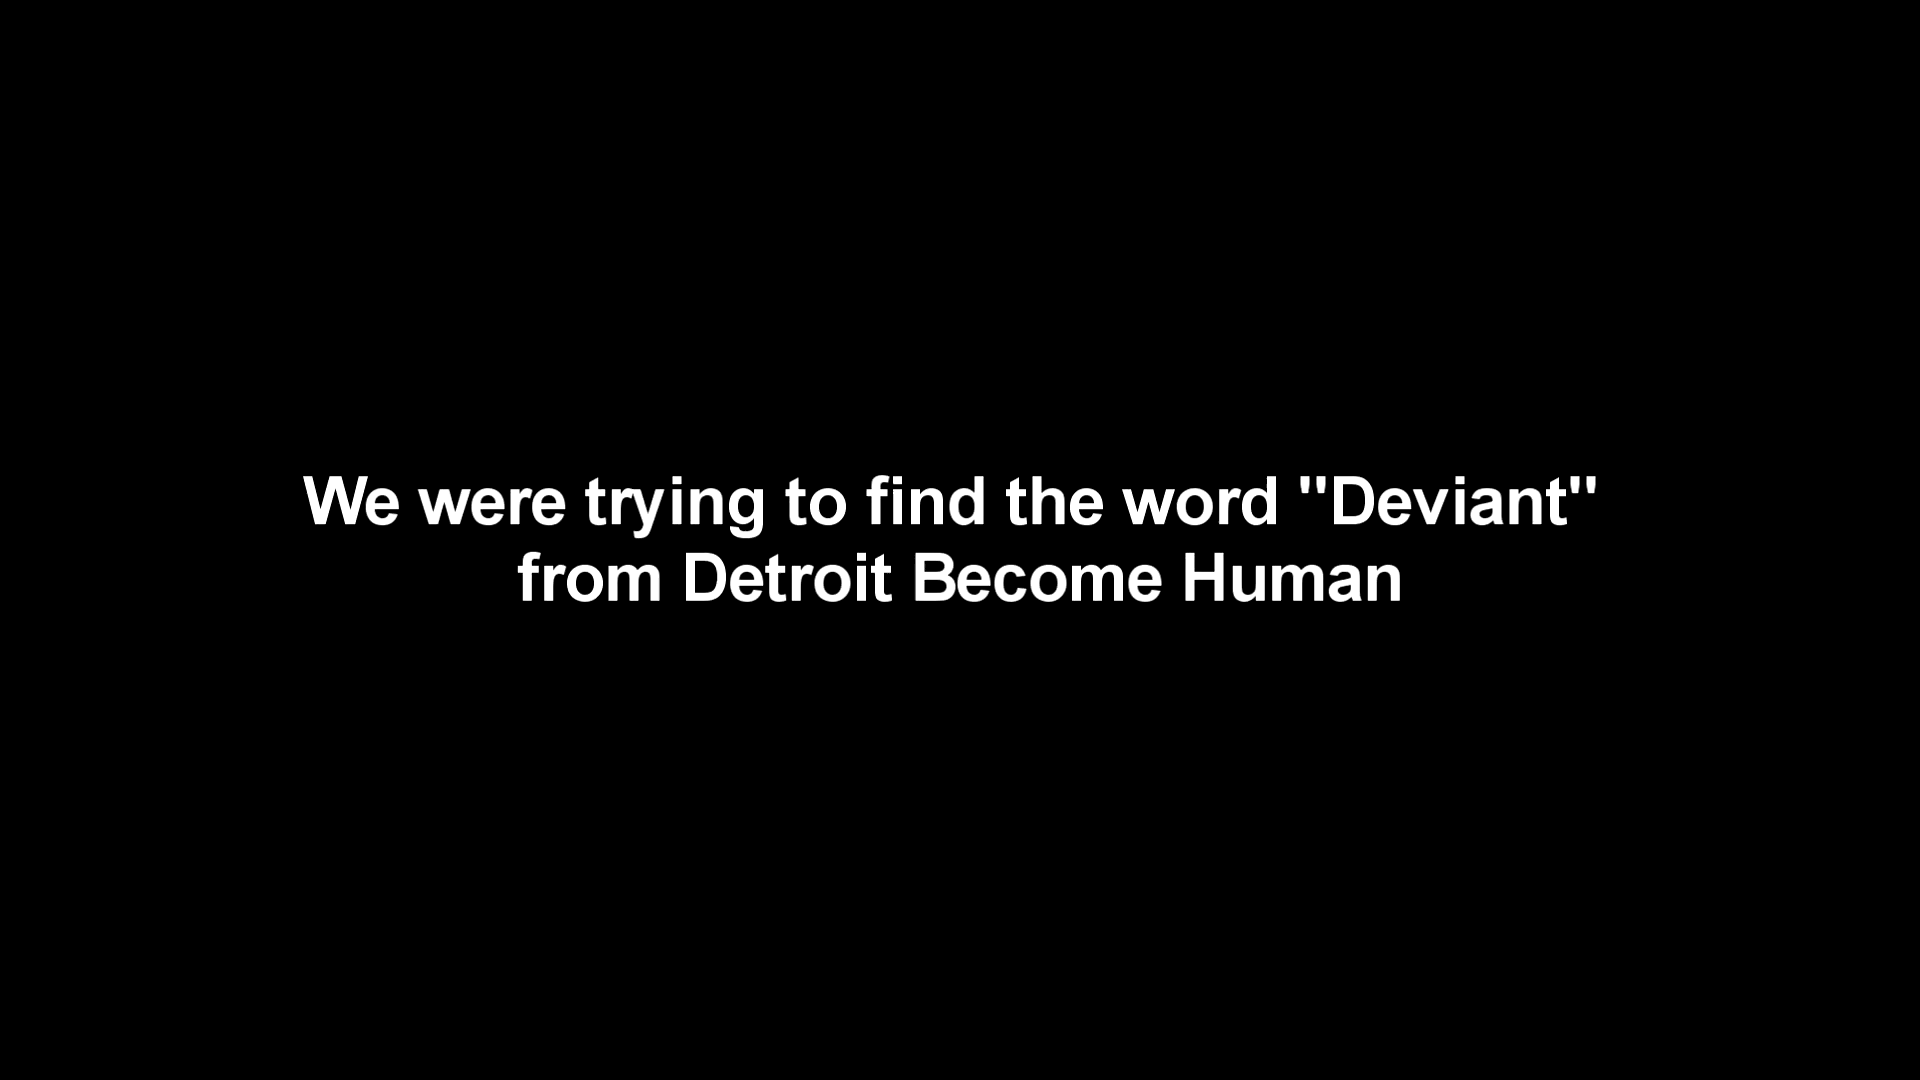 We were trying to find the word "Deviant"
from Detroit Become Human